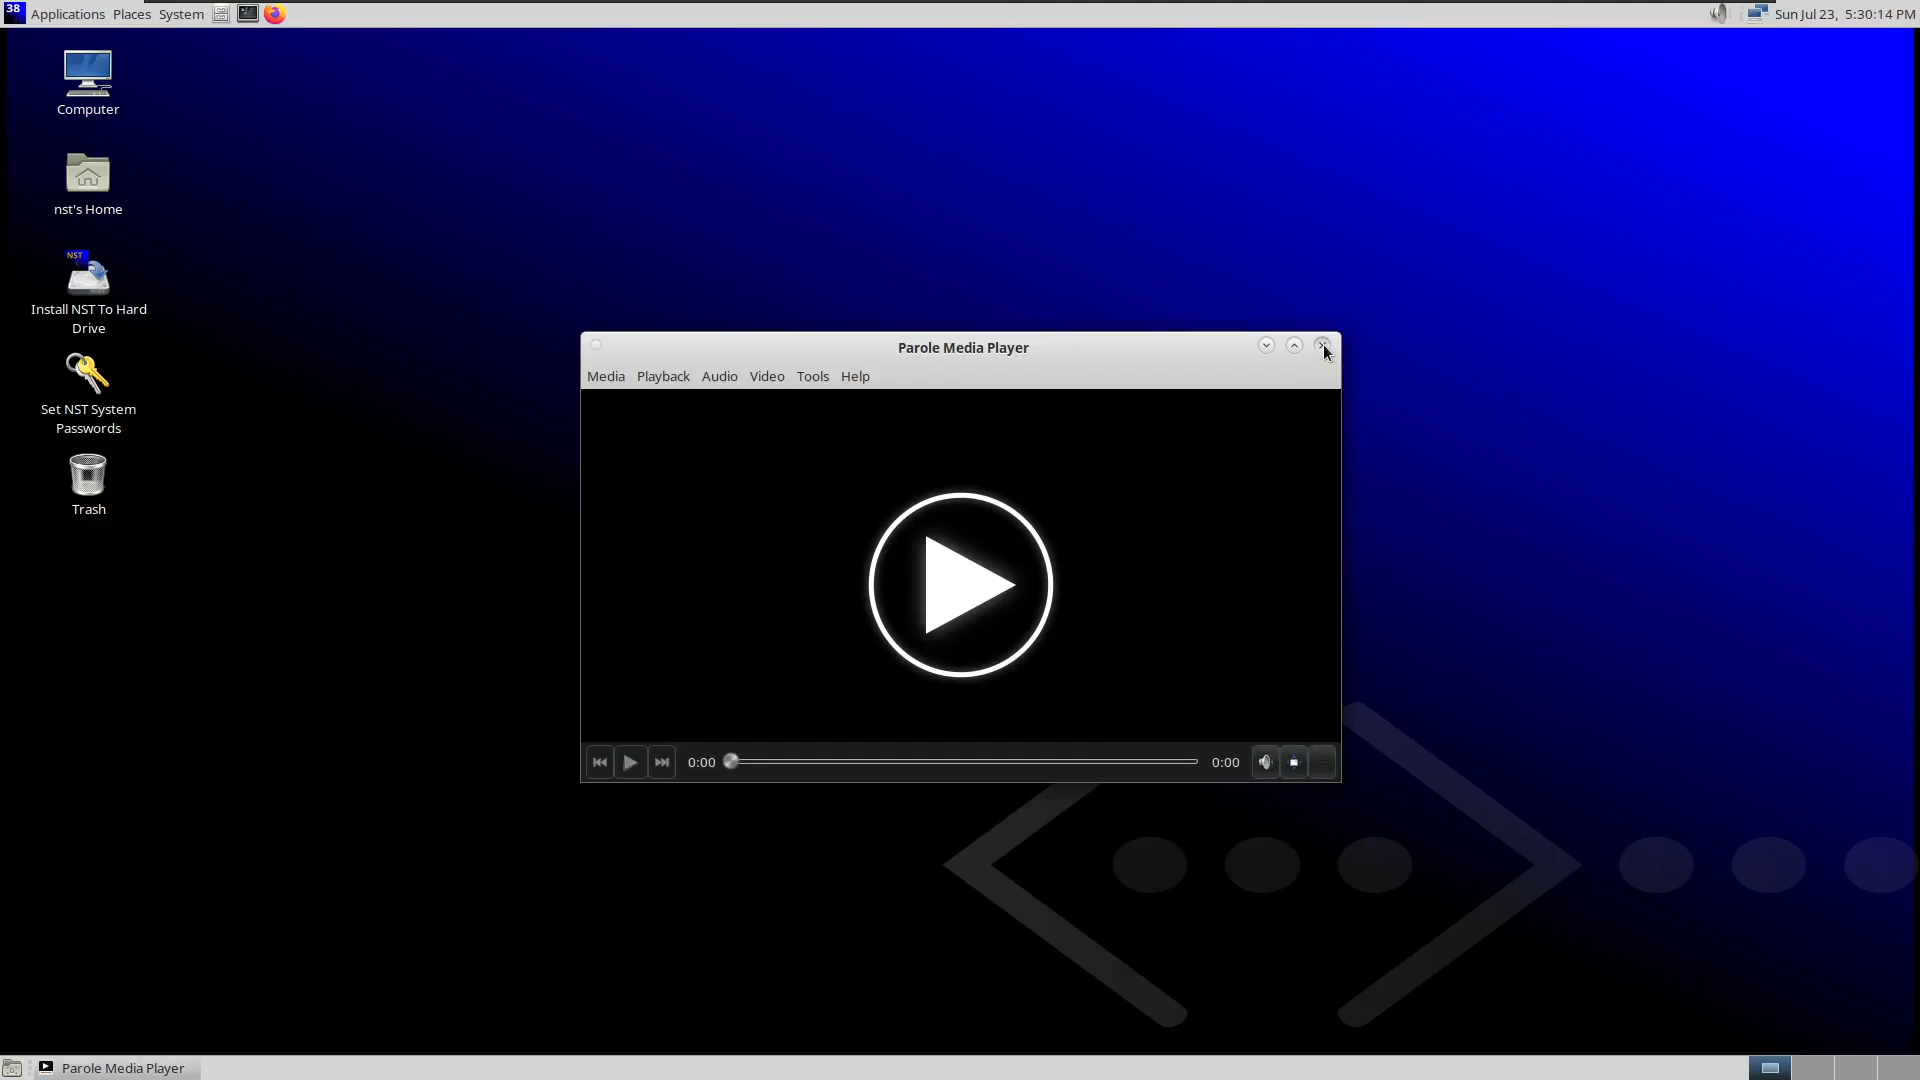 38 Applications Places System Sun Jul 23, 5:30:14 PM
Computer
nst's Home
NST
Install NST To Hard
Drive
Set NST System
Passwords
Trash
Parole Media Player
Media Playback Audio Video Tools Help
0:00 0:00
Parole Media Player